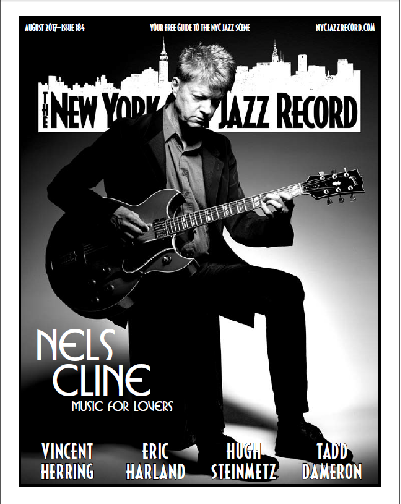 AUGUST 2017—ISSUE 184
YOUR FREE GUIDE TO THE NYC JAZZ SCENE
NYCJAZZRECORD.COM
THE NEW YORK JAZZ RECORD
NELS
CLINE
MUSIC FOR LOVERS
VINCENT
HERRING
ERIC
HARLAND
HUGH
STEINMETZ
TADD
DAMERON